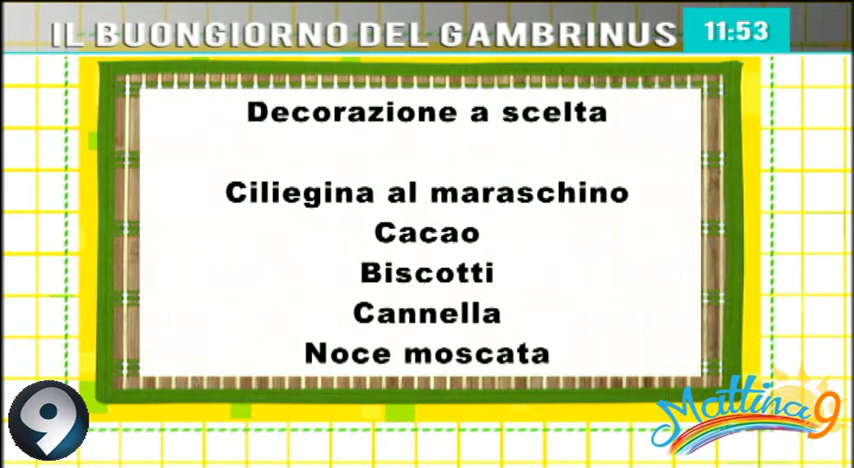 IL BUONGIORNO DEL GAMBRINUS 11:53
Decorazione a scelta
Ciliegina al maraschino
Cacao
Biscotti
Cannella
Noce moscata
9
Mattina 9